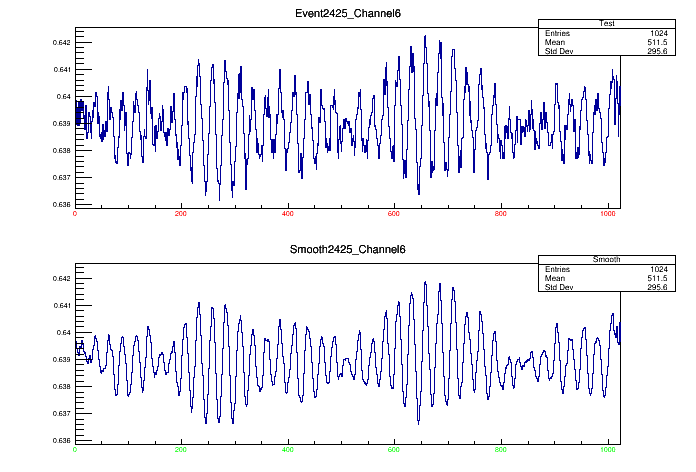 Event2425_Channel6
Test
Entries 1024
Mean 511.5
Std Dev 295.6
0.642
0.641
0.64
0.639
0.638
0.637
0.636
0 200 400 600 800 1000
Smooth2425_Channel6
Smooth
Entries 1024
Mean 511.5
Std Dev 295.6
0.642
0.641
0.64
0.639
0.638
0.637
0.636
0 200 400 600 800 1000